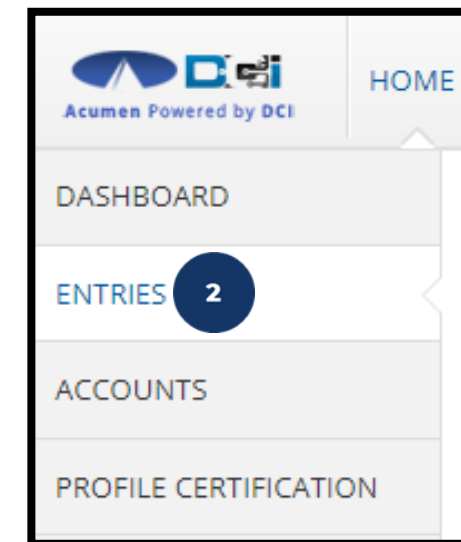 DCi
HOME
Acumen Powered by DCI
DASHBOARD
ENTRIES 2
ACCOUNTS
PROFILE CERTIFICATION